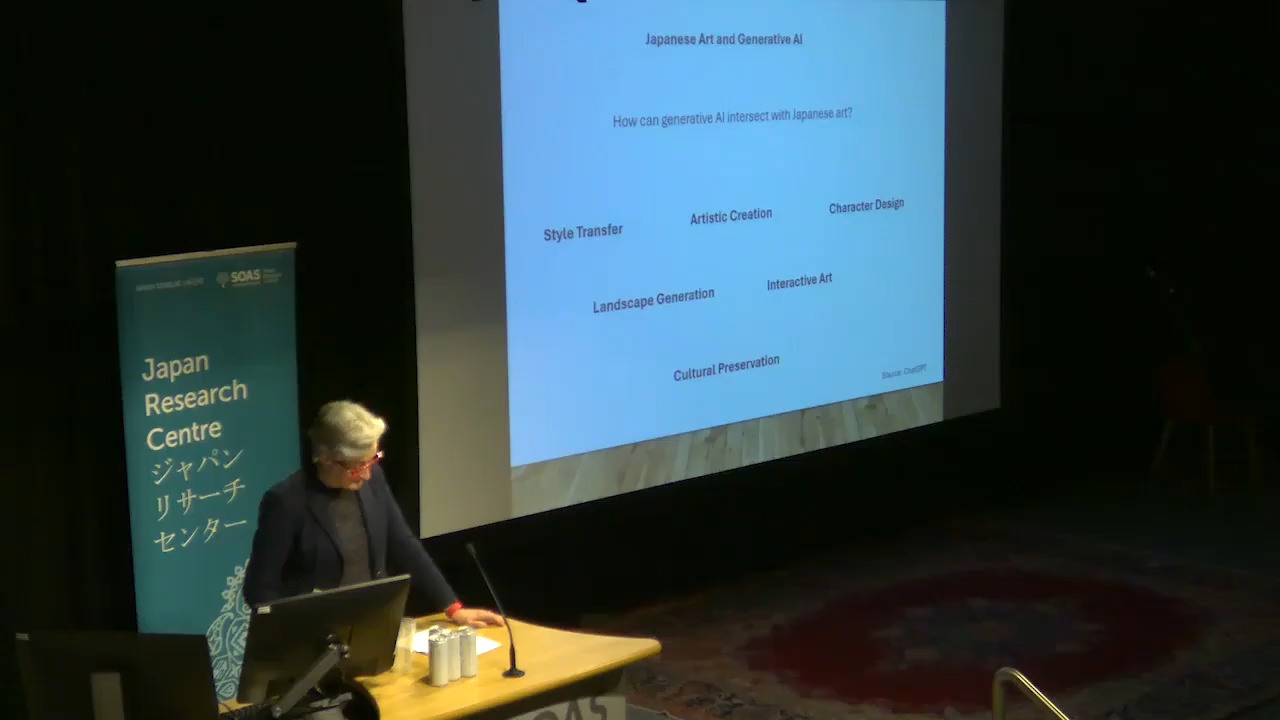 Japanese Art and Generative AI
How can generative AI intersect with Japanese art?
Style Transfer
Artistic Creation
Character Design
Landscape Generation
Interactive Art
Cultural Preservation
Source: ChatGPT
SOAS
Japan
Research
Centre
ジャパン
リサーチ
センター
SOAS